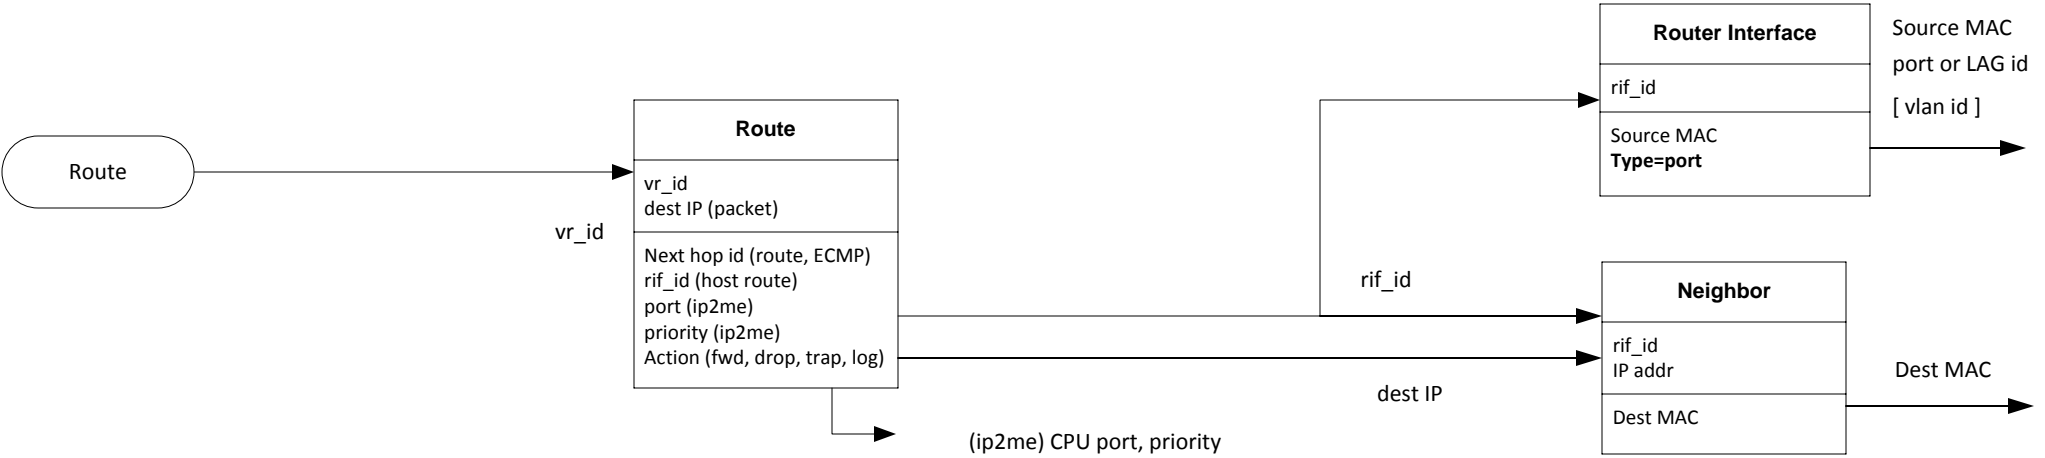 Route
vr_id
Route
vr_id
dest IP (packet)
Next hop id (route, ECMP)
rif_id (host route)
port (ip2me)
priority (ip2me)
Action (fwd, drop, trap, log)
(ip2me) CPU port, priority
rif_id
dest IP
Router Interface
rif_id
Source MAC
Type=port
Source MAC
port or LAG id
[ vlan id ]
Neighbor
rif_id
IP addr
Dest MAC
Dest MAC